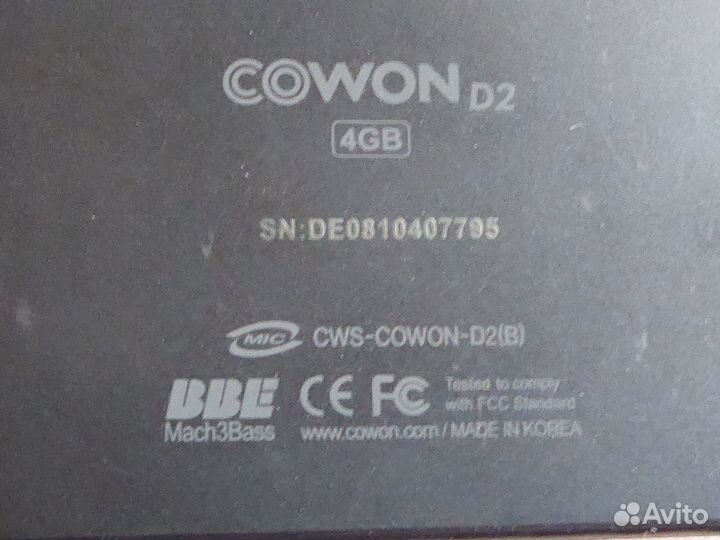 COWON D2
4GB
SN:DE0810407795
MIC CWS-COWON-D2(B)
BBE CE FC Tested to comply
with FCC Standard
Mach3Bass www.cowon.com / MADE IN KOREA
Avito